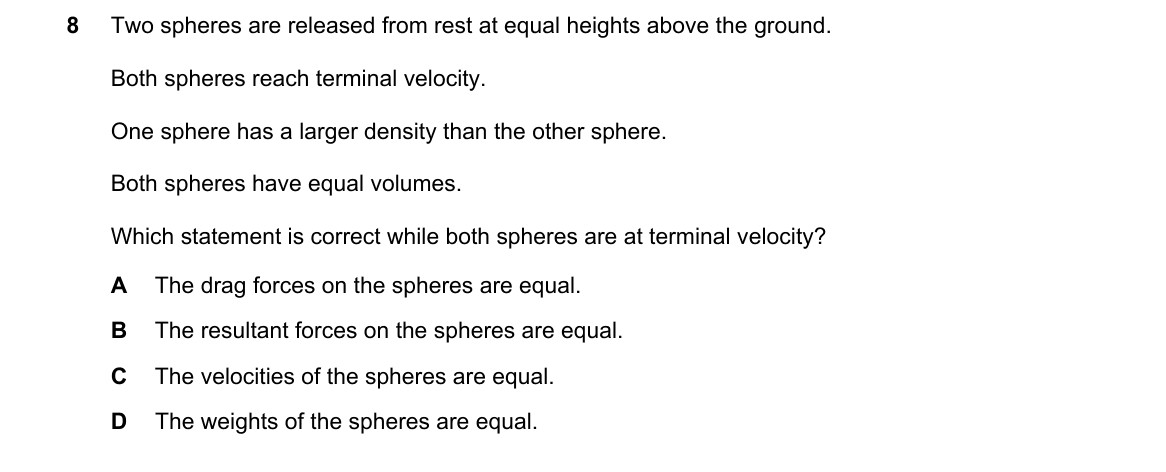 8 Two spheres are released from rest at equal heights above the ground.
Both spheres reach terminal velocity.
One sphere has a larger density than the other sphere.
Both spheres have equal volumes.
Which statement is correct while both spheres are at terminal velocity?
A The drag forces on the spheres are equal.
B The resultant forces on the spheres are equal.
C The velocities of the spheres are equal.
D The weights of the spheres are equal.